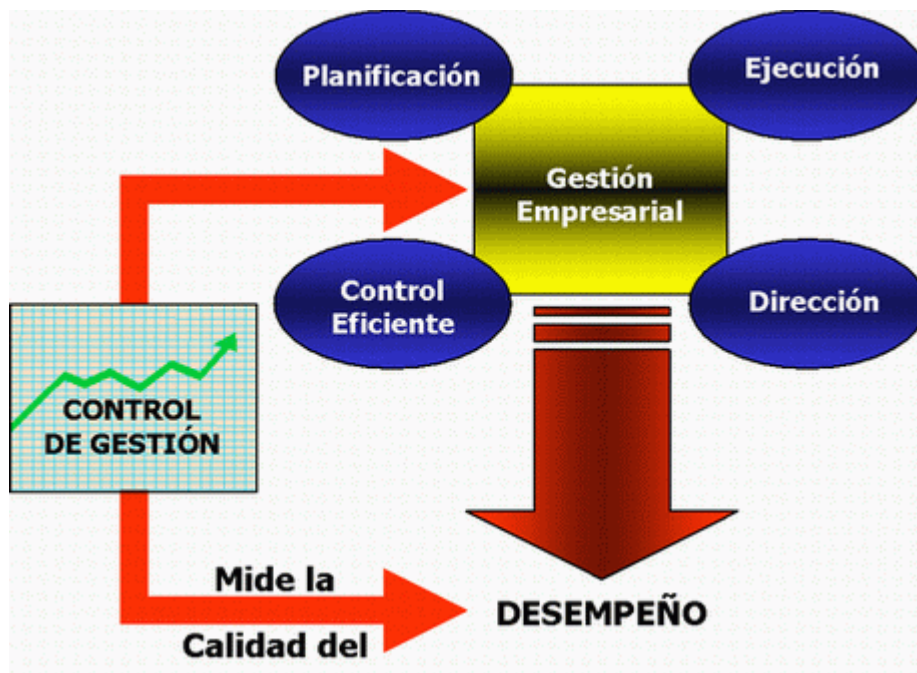 Planificación
Ejecución
Gestión
Empresarial
Control
Eficiente
Dirección
CONTROL
DE GESTIÓN
Mide la
Calidad del
DESEMPEÑO